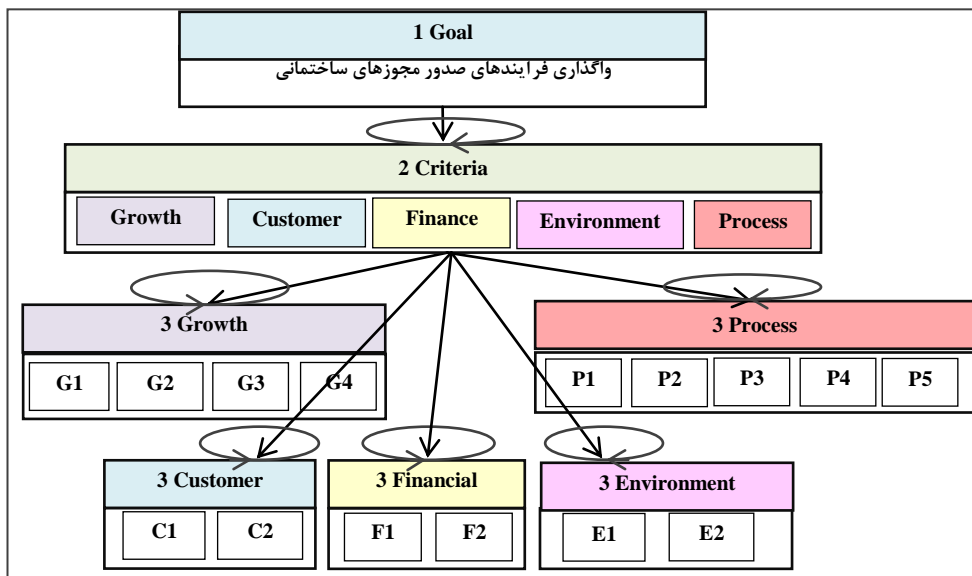 1 Goal
واگذاری فرایندهای صدور مجوزهای ساختمانی
2 Criteria
Growth Customer Finance Environment Process
3 Growth
G1 G2 G3 G4
3 Process
P1 P2 P3 P4 P5
3 Customer
C1 C2
3 Financial
F1 F2
3 Environment
E1 E2